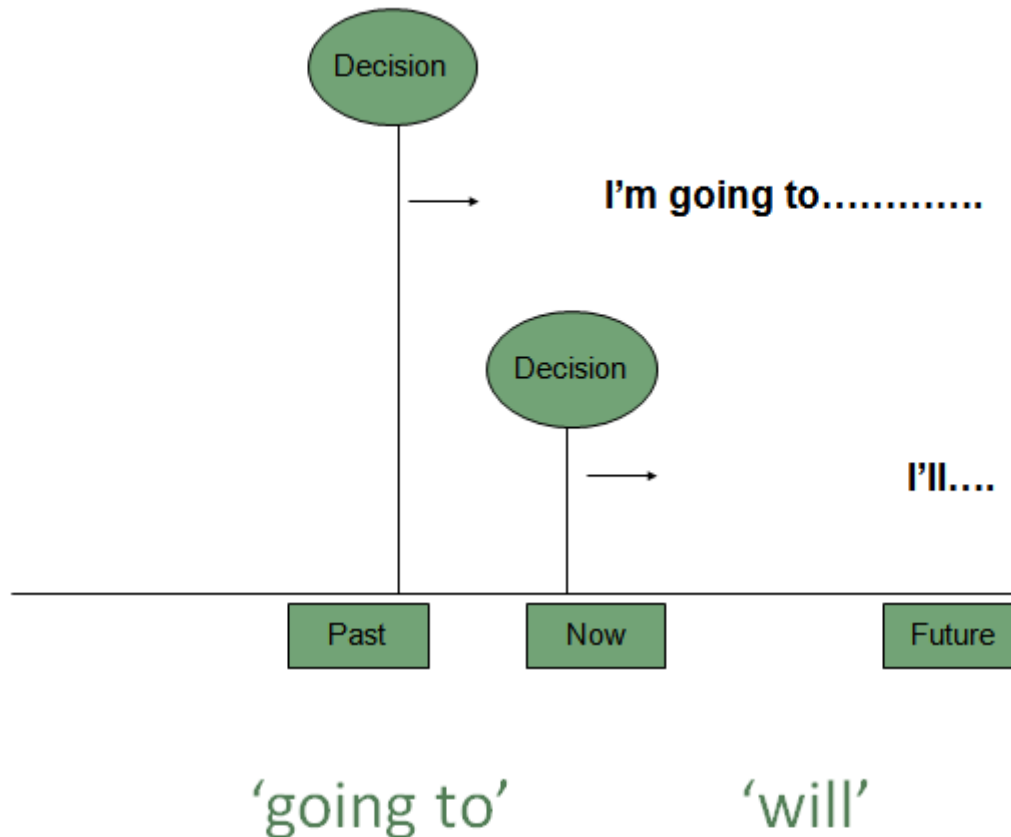 Decision
I’m going to………….
Decision
I’ll….
Past Now Future
‘going to’ ‘will’